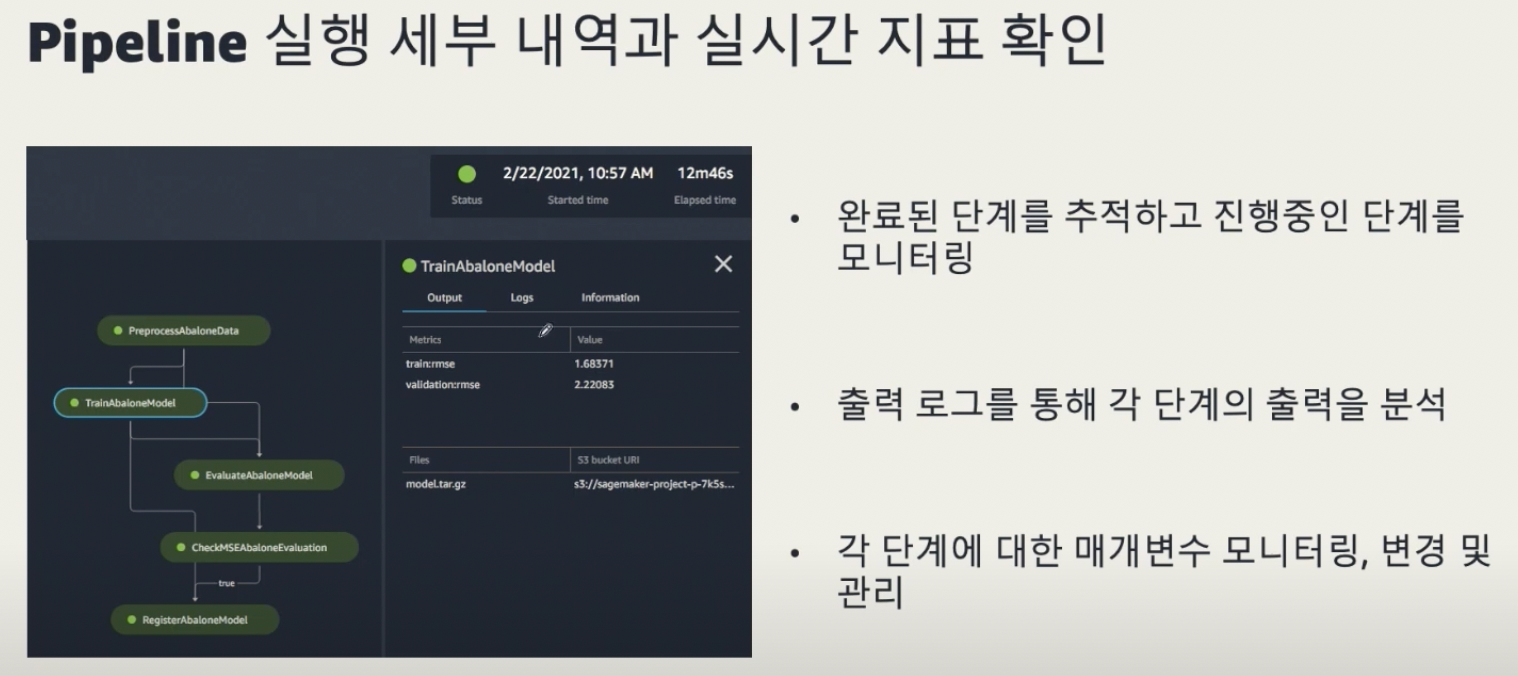 Pipeline 실행 세부 내역과 실시간 지표 확인
2/22/2021, 10:57 AM 12m46s
Status Started time Elapsed time
TrainAbaloneModel
Output Logs Information
Metrics Value
train:rmse 1.68371
validation:rmse 2.22083
Files S3 bucket URI
model.tar.gz s3://sagemaker-project-p-7k5s...
PreprocessAbaloneData
TrainAbaloneModel
EvaluateAbaloneModel
CheckMSEAbaloneEvaluation
true
RegisterAbaloneModel
• 완료된 단계를 추적하고 진행중인 단계를
모니터링
• 출력 로그를 통해 각 단계의 출력을 분석
• 각 단계에 대한 매개변수 모니터링, 변경 및
관리